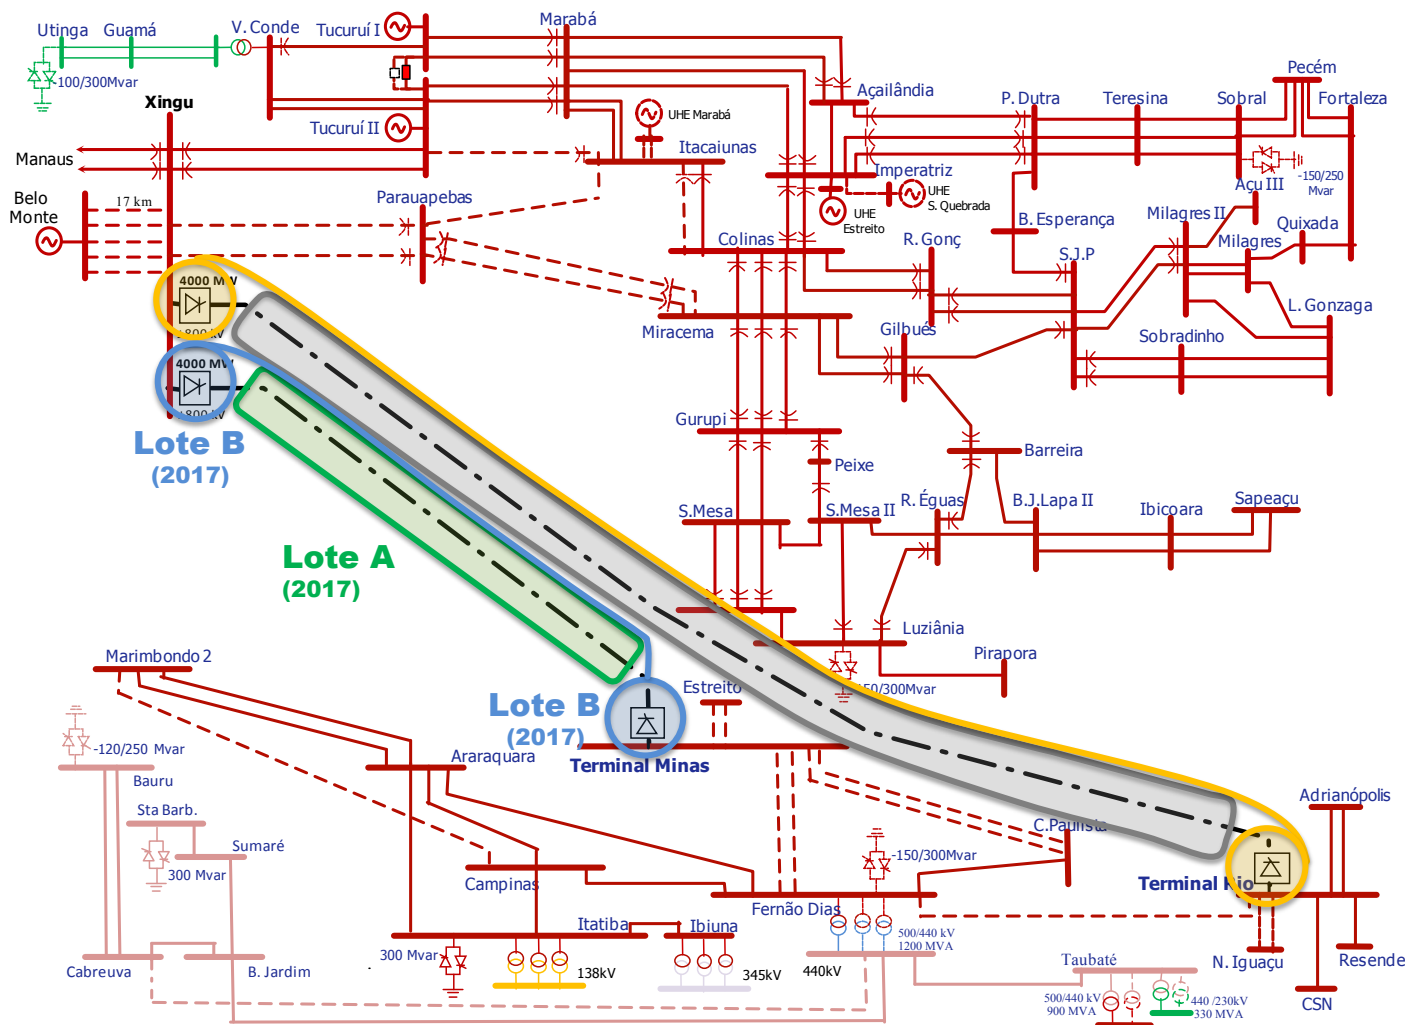 Utinga
Guamá
V. Conde
Tucuruí I
Marabá
-100/300Mvar
Xingu
Tucuruí II
UHE Marabá
Itacaiunas
Açailândia
P. Dutra
Teresina
Sobral
Pecém
Fortaleza
Manaus
Belo
Monte
17 km
Parauapebas
Imperatriz
UHE
S. Quebrada
UHE
Estreito
-150/250
Mvar
Açu III
B. Esperança
Milagres II
Milagres
Quixada
Colinas
R. Gonç
S.J.P
L. Gonzaga
4000 MW
4000 MW
Miracema
Gilbués
Sobradinho
Lote B
(2017)
Gurupi
Peixe
Barreira
S.Mesa
S.Mesa II
R. Éguas
B.J.Lapa II
Ibicoara
Sapeaçu
Lote A
(2017)
Luziânia
Pirapora
Marimbondo 2
Estreito
Lote B
(2017)
Terminal Minas
-120/250 Mvar
Bauru
Araraquara
Sta Barb.
Sumaré
300 Mvar
C.Paulista
Adrianópolis
-150/300Mvar
Campinas
Terminal Rio
Fernão Dias
Itatiba
Ibiuna
500/440 kV
1200 MVA
300 Mvar
138kV
345kV
440kV
Cabreuva
B. Jardim
Taubaté
N. Iguaçu
Resende
CSN
500/440 kV
900 MVA
440 /230kV
330 MVA